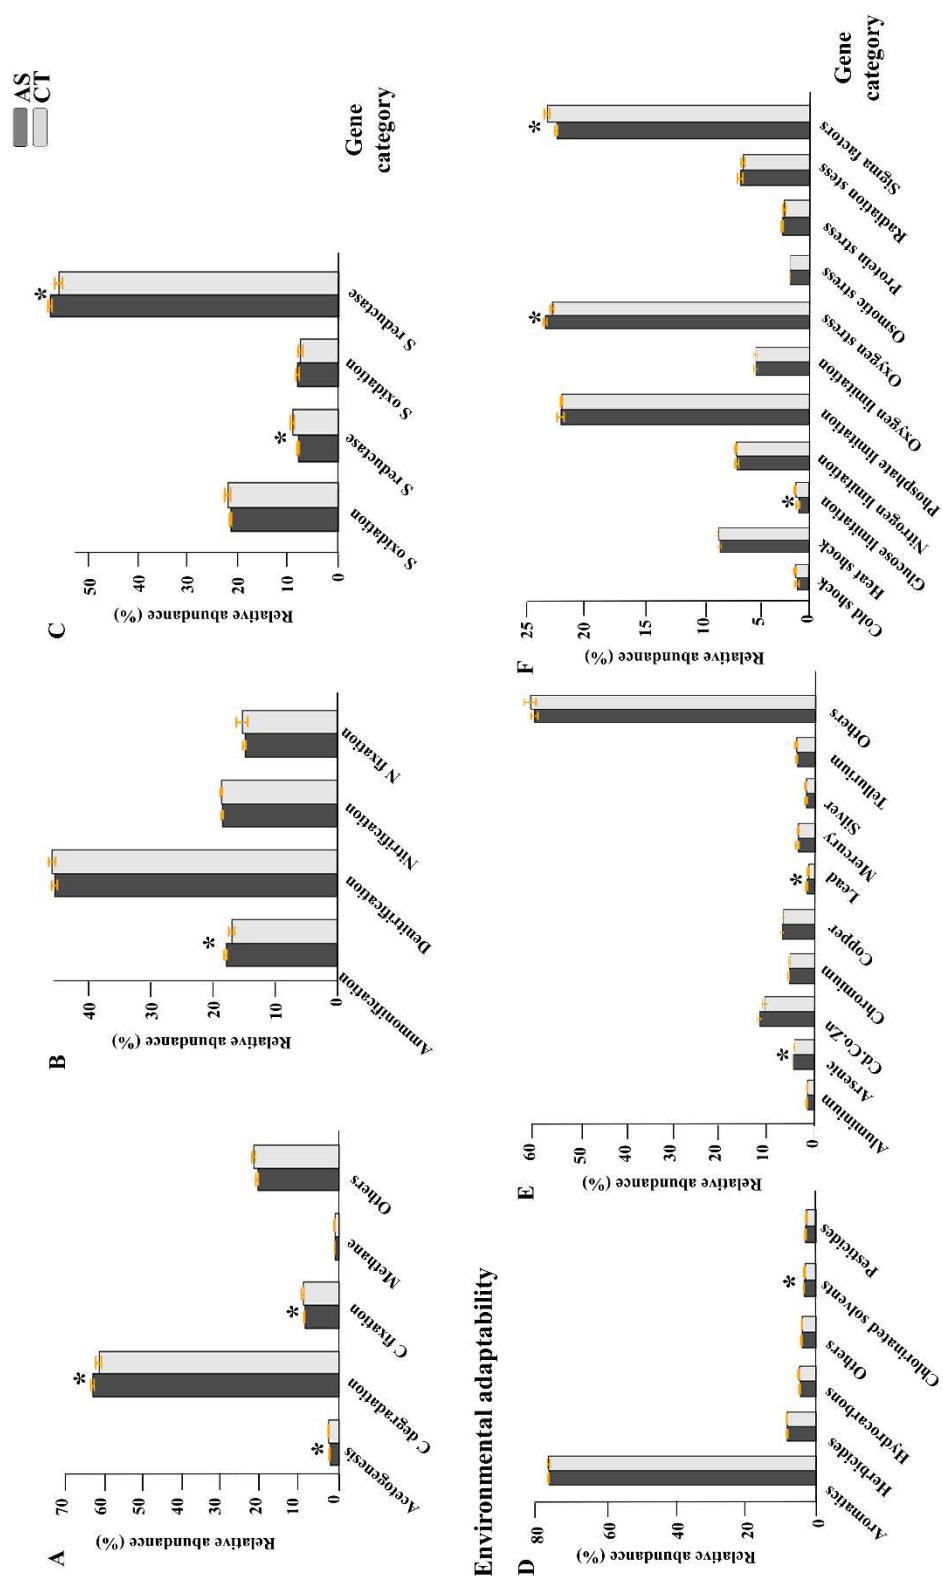 AS
CT
A
Relative abundance (%)
70
60
50
40
30
20
10
0
*
*
*
Acetogenesis
C degradation
C fixation
Methane
Others
B
Relative abundance (%)
40
30
20
10
0
*
Ammonification
Denitrification
Nitrification
N fixation
C
Relative abundance (%)
50
40
30
20
10
0
*
*
S oxidation
S reductase
S oxidation
S reductase
Gene
category
Environmental adaptability
D
Relative abundance (%)
80
60
40
20
0
*
Aromatics
Herbicides
Hydrocarbons
Others
Chlorinated solvents
Pesticides
E
Relative abundance (%)
60
50
40
30
20
10
0
*
*
Aluminium
Arsenic
Cd.Co.Zn
Chromium
Copper
Lead
Mercury
Silver
Tellurium
Others
F
Relative abundance (%)
25
20
15
10
5
0
*
*
*
Cold shock
Heat shock
Glucose limitation
Nitrogen limitation
Phosphate limitation
Oxygen limitation
Oxygen stress
Osmotic stress
Protein stress
Radiation stess
Sigma factors
Gene
category